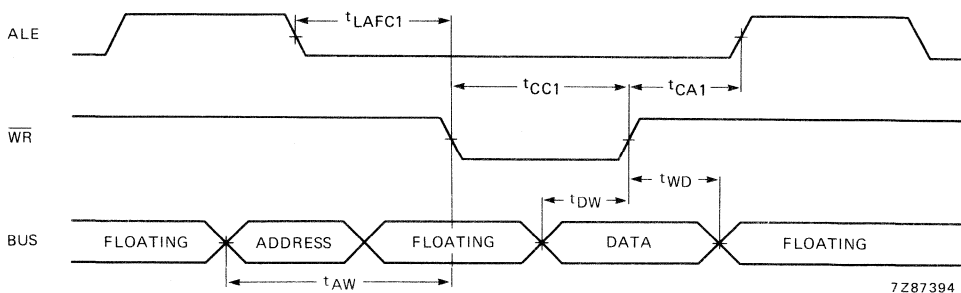 ALE
tLAFC1
tCC1
tCA1
WR
tWD
tDW
BUS
FLOATING
ADDRESS
FLOATING
DATA
FLOATING
tAW
7Z87394